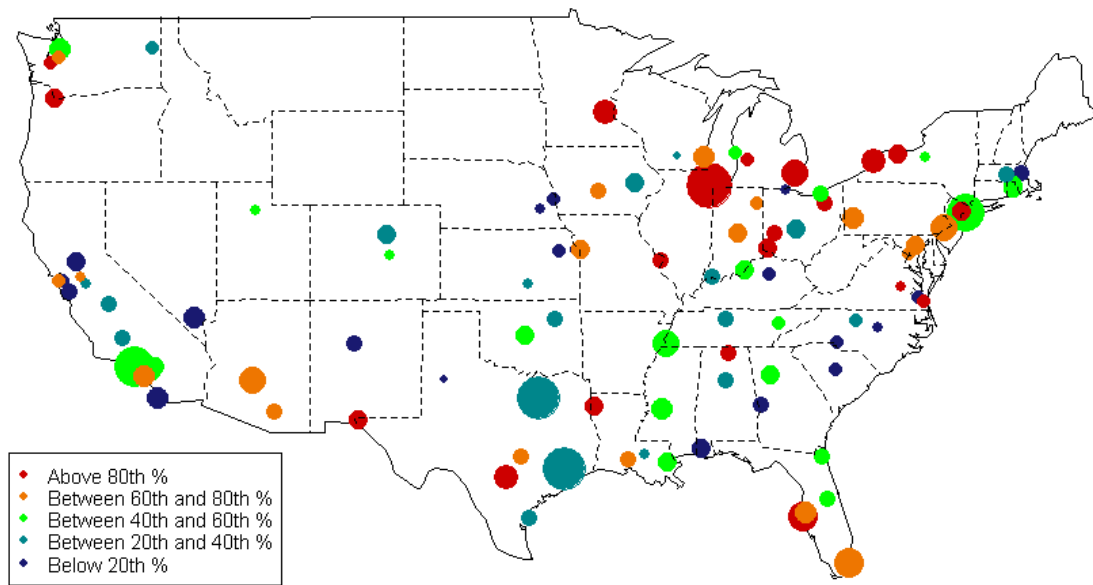 Above 80th %
Between 60th and 80th %
Between 40th and 60th %
Between 20th and 40th %
Below 20th %